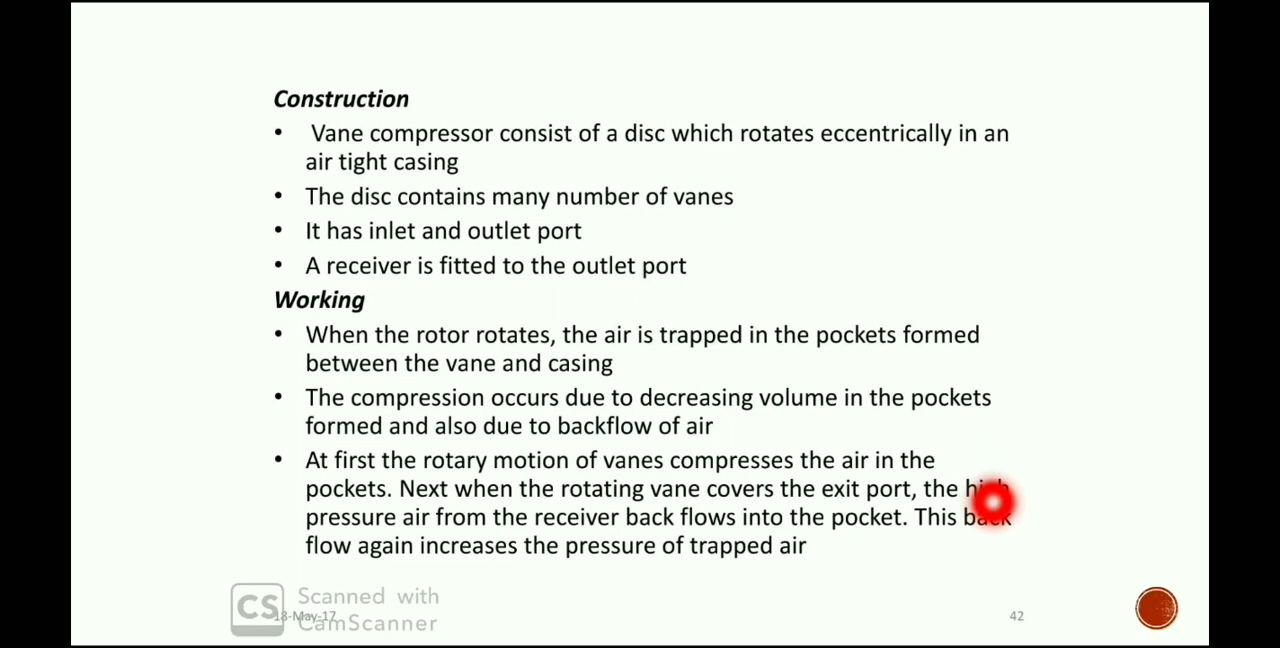 Construction
• Vane compressor consist of a disc which rotates eccentrically in an
air tight casing
• The disc contains many number of vanes
• It has inlet and outlet port
• A receiver is fitted to the outlet port
Working
• When the rotor rotates, the air is trapped in the pockets formed
between the vane and casing
• The compression occurs due to decreasing volume in the pockets
formed and also due to backflow of air
• At first the rotary motion of vanes compresses the air in the
pockets. Next when the rotating vane covers the exit port, the high
pressure air from the receiver back flows into the pocket. This back
flow again increases the pressure of trapped air
CS Scanned with
CamScanner
18-May-17
42